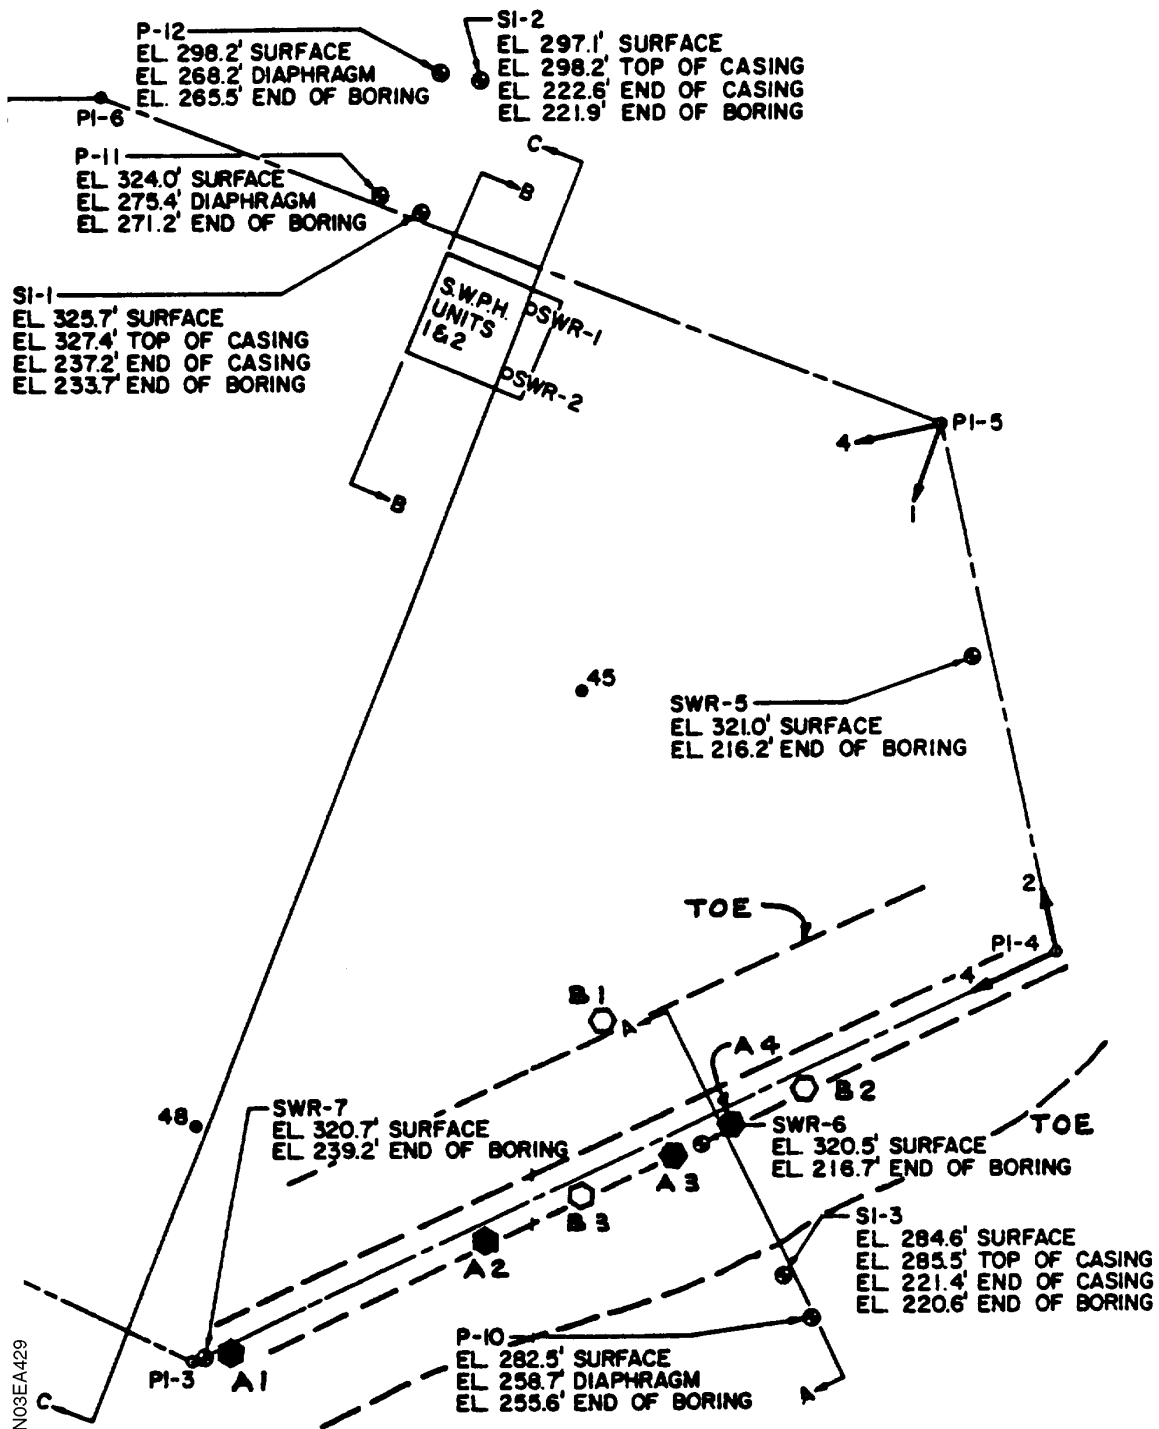 P-12
EL 298.2' SURFACE
EL 268.2' DIAPHRAGM
EL. 265.5' END OF BORING
SI-2
EL 297.1' SURFACE
EL 298.2' TOP OF CASING
EL 222.6' END OF CASING
EL 221.9' END OF BORING
PI-6
P-11
EL 324.0' SURFACE
EL 275.4' DIAPHRAGM
EL 271.2' END OF BORING
C
B
SI-1
EL 325.7' SURFACE
EL 327.4' TOP OF CASING
EL 237.2' END OF CASING
EL 233.7' END OF BORING
S.W.P.H.
UNITS
1&2
SWR-1
SWR-2
PI-5
4
1
B
45
SWR-5
EL 321.0' SURFACE
EL 216.2' END OF BORING
2
TOE
PI-4
4
B1
A
A4
B2
48
SWR-7
EL 320.7' SURFACE
EL 239.2' END OF BORING
SWR-6
EL 320.5' SURFACE
EL 216.7' END OF BORING
TOE
A3
B3
A2
SI-3
EL 284.6' SURFACE
EL 285.5' TOP OF CASING
EL 221.4' END OF CASING
EL 220.6' END OF BORING
P-10
EL 282.5' SURFACE
EL 258.7' DIAPHRAGM
EL 255.6' END OF BORING
PI-3
A1
A
C
N03EA429